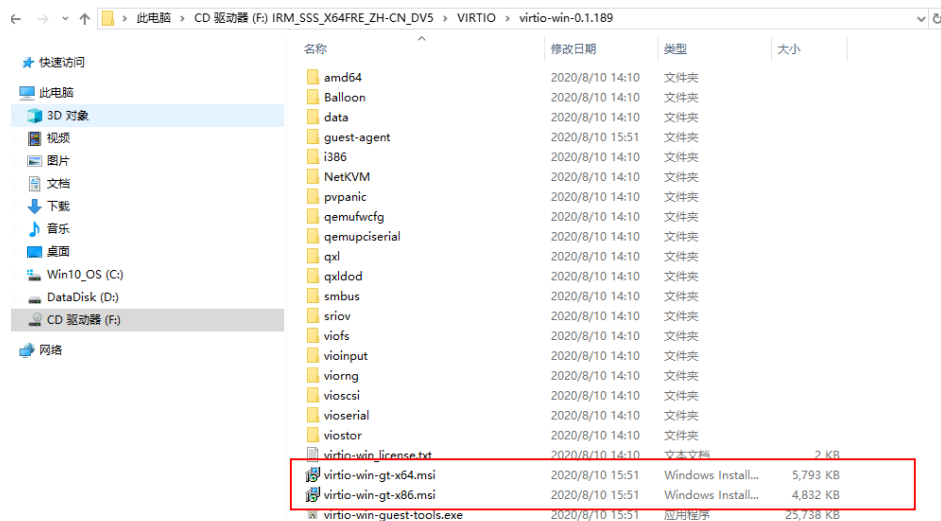 此电脑 › CD 驱动器 (F:) IRM_SSS_X64FRE_ZH-CN_DV5 › VIRTIO › virtio-win-0.1.189
名称 修改日期 类型 大小
快速访问
此电脑
3D 对象
视频
图片
文档
下载
音乐
桌面
Win10_OS (C:)
DataDisk (D:)
CD 驱动器 (F:)
网络
amd64 2020/8/10 14:10 文件夹
Balloon 2020/8/10 14:10 文件夹
data 2020/8/10 14:10 文件夹
guest-agent 2020/8/10 15:51 文件夹
i386 2020/8/10 14:10 文件夹
NetKVM 2020/8/10 14:10 文件夹
pvpanic 2020/8/10 14:10 文件夹
qemufwcfg 2020/8/10 14:10 文件夹
qemupciserial 2020/8/10 14:10 文件夹
qxl 2020/8/10 14:10 文件夹
qxldod 2020/8/10 14:10 文件夹
smbus 2020/8/10 14:10 文件夹
sriov 2020/8/10 14:10 文件夹
viofs 2020/8/10 14:10 文件夹
vioinput 2020/8/10 14:10 文件夹
viorng 2020/8/10 14:10 文件夹
vioscsi 2020/8/10 14:10 文件夹
vioserial 2020/8/10 14:10 文件夹
viostor 2020/8/10 14:10 文件夹
virtio-win_license.txt 2020/8/10 14:10 文本文档 2 KB
virtio-win-gt-x64.msi 2020/8/10 15:51 Windows Install... 5,793 KB
virtio-win-gt-x86.msi 2020/8/10 15:51 Windows Install... 4,832 KB
virtio-win-guest-tools.exe 2020/8/10 15:51 应用程序 25,738 KB